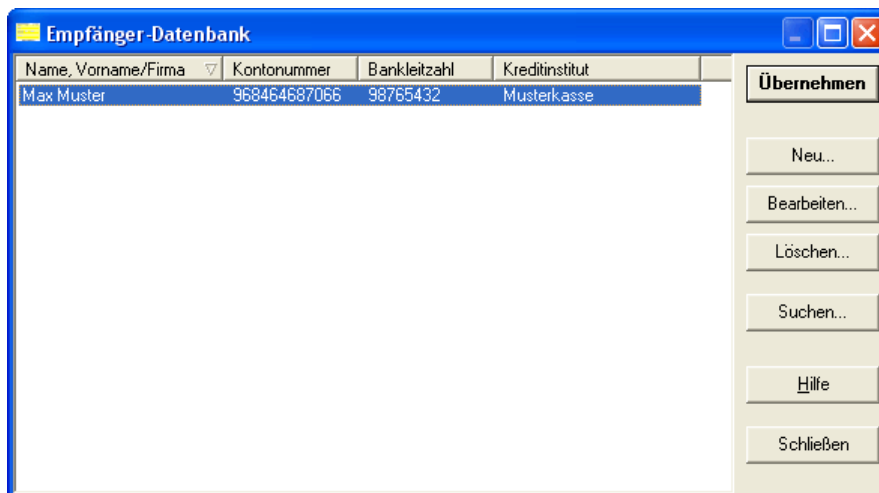 Empfänger-Datenbank
Name, Vorname/Firma Kontonummer Bankleitzahl Kreditinstitut
Max Muster 968464687066 98765432 Musterkasse
Übernehmen
Neu...
Bearbeiten...
Löschen...
Suchen...
Hilfe
Schließen